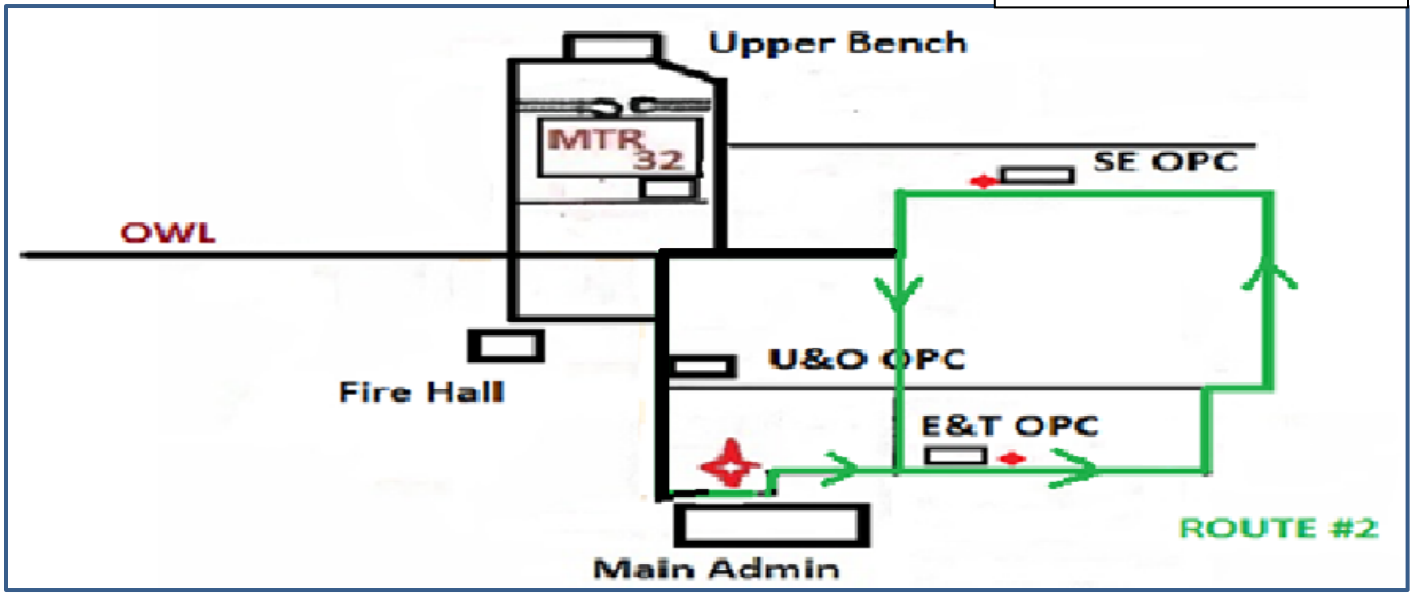 Upper Bench
MTR
32
SE OPC
OWL
U&O OPC
Fire Hall
E&T OPC
ROUTE #2
Main Admin